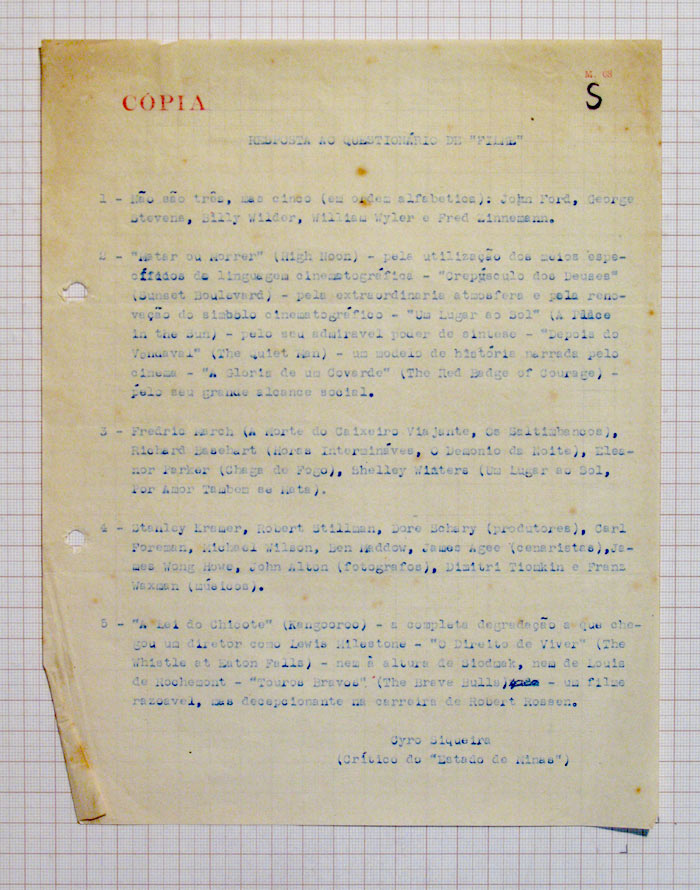 CÓPIA
M. 08
S
RESPOSTA AO QUESTIONÁRIO DE "FILME"
1 - Não são três, mas cinco (em ordem alfabetica): John Ford, George
Stevens, Billy Wilder, William Wyler e Fred Zinnemann.
2 - "Matar ou Morrer" (High Noon) - pela utilização dos meios espe-
cíficos da linguagem cinematográfica - "Crepúsculo dos Deuses"
(Sunset Boulevard) - pela extraordinaria atmosfera e pela reno-
vação do simbolo cinematográfico - "Um Lugar ao Sol" (A Place
in the Sun) - pelo seu admiravel poder de sintese - "Depois do
Vendaval" (The Quiet Man) - um modelo de história narrada pelo
cinema - "A Gloria de um Covarde" (The Red Badge of Courage) -
pelo seu grande alcance social.
3 - Fredric March (A Morte do Caixeiro Viajante, Os Saltimbancos),
Richard Basehart (Horas Intermináves, O Demonio da Noite), Elea-
nor Parker (Chaga de Fogo), Shelley Winters (Um Lugar ao Sol,
Por Amor Tambem se Mata).
4 - Stanley Kramer, Robert Stillman, Dore Schary (produtores), Carl
Foreman, Michael Wilson, Ben Maddow, James Agee (cenaristas),Ja-
mes Wong Howe, John Alton (fotografos), Dimitri Tiomkin e Franz
Waxman (músicos).
5 - "A Lei do Chicote" (Kangooroo) - a completa degradação a que che-
gou um diretor como Lewis Milestone - "O Direito de Viver" (The
Whistle at Eaton Falls) - nem à altura de Siodmak, nem de Louis
de Rochemont - "Touros Bravos" (The Brave Bulls) - um filme
razoavel, mas decepcionante na carreira de Robert Rossen.
Cyro Siqueira
(Crítico do "Estado de Minas")